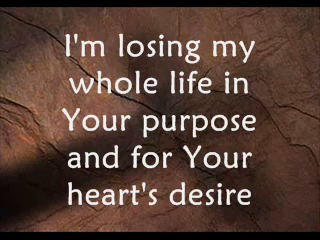 I'm losing my
whole life in
Your purpose
and for Your
heart's desire